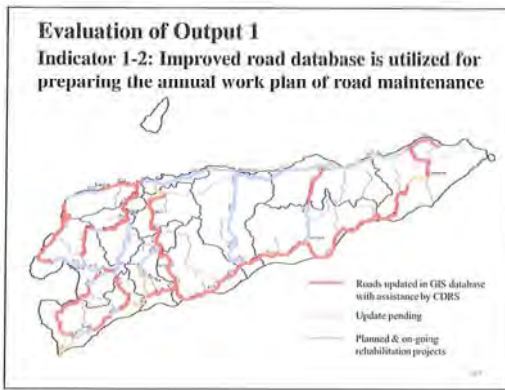 Evaluation of Output 1
Indicator 1-2: Improved road database is utilized for
preparing the annual work plan of road maintenance
Roads updated in GIS database
with assistance by CDRS
Update pending
Planned & on-going
rehabilitation projects